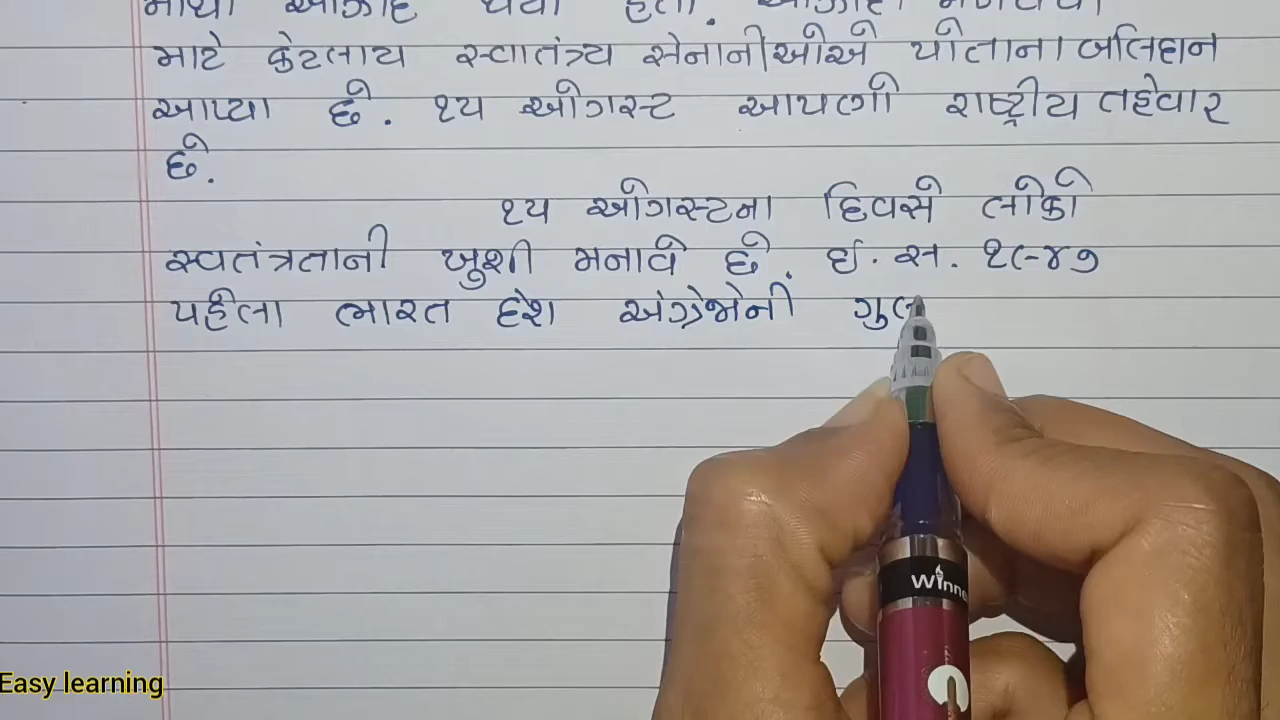 માટે કેટલાય સ્વાતંત્ર્ય સેનાનીઓએ પોતાના બલિદાન
આપ્યા છે. ૧૫ ઓગસ્ટ આપણો રાષ્ટ્રીય તહેવાર
છે.
૧૫ ઓગસ્ટના દિવસે લોકો
સ્વતંત્રતાની ખુશી મનાવે છે. ઈ. સ. ૧૯૪૭
પહેલા ભારત દેશ અંગ્રેજોની ગુલ
Winne
Easy learning